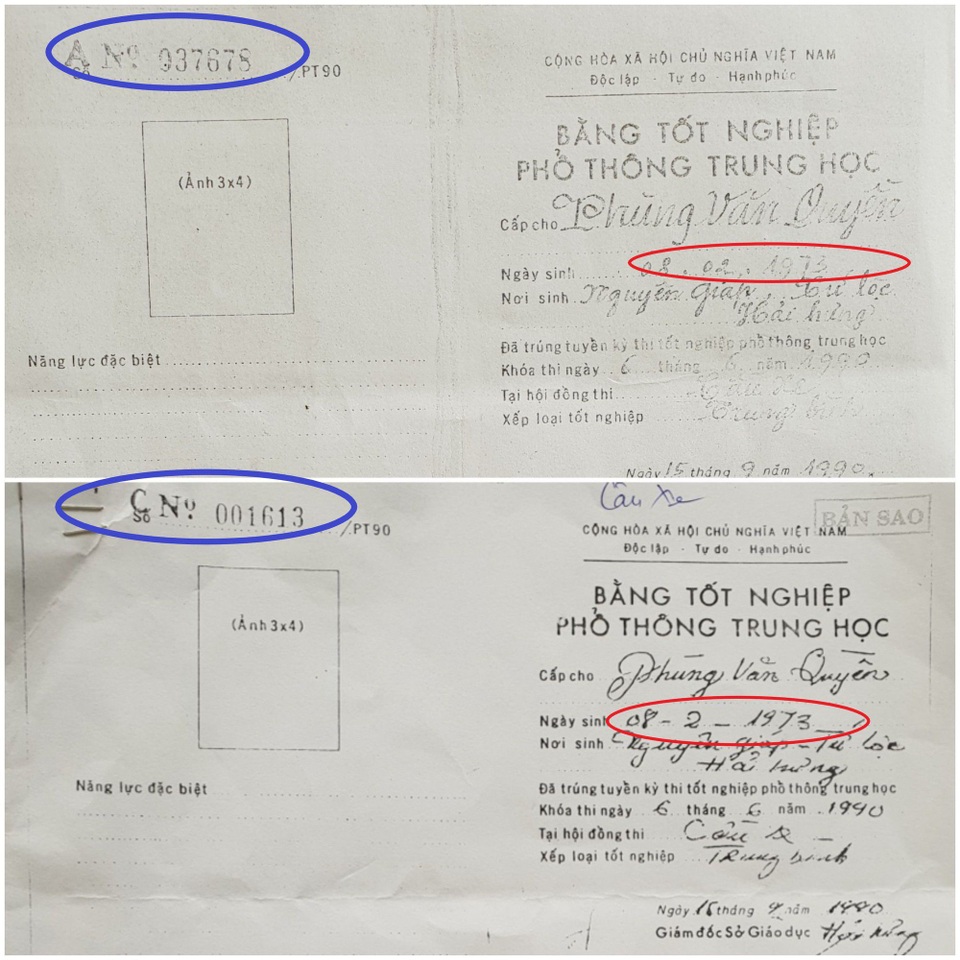 A Nº 037678
Số /PT90
(Ảnh 3x4)
Năng lực đặc biệt
CỘNG HÒA XÃ HỘI CHỦ NGHĨA VIỆT NAM
Độc lập - Tự do - Hạnh phúc
BẰNG TỐT NGHIỆP
PHỔ THÔNG TRUNG HỌC
Cấp cho Phùng Văn Quyền
Ngày sinh 08. 02. 1973
Nơi sinh Nguyên Giáp, Tứ Lộc
Hải Hưng
Đã trúng tuyển kỳ thi tốt nghiệp phổ thông trung học
Khóa thi ngày 6 tháng 6 năm 1990
Tại hội đồng thi Cầu Xe
Xếp loại tốt nghiệp Trung bình
Ngày 15 tháng 9 năm 1990
C Nº 001613
Số /PT90
(Ảnh 3x4)
Năng lực đặc biệt
Cầu Xe
BẢN SAO
CỘNG HÒA XÃ HỘI CHỦ NGHĨA VIỆT NAM
Độc lập - Tự do - Hạnh phúc
BẰNG TỐT NGHIỆP
PHỔ THÔNG TRUNG HỌC
Cấp cho Phùng Văn Quyền
Ngày sinh 08 - 2 - 1973
Nơi sinh Nguyên giáp - Tứ lộc
Hải hưng
Đã trúng tuyển kỳ thi tốt nghiệp phổ thông trung học
Khóa thi ngày 6 tháng 6 năm 1990
Tại hội đồng thi Cầu Xe
Xếp loại tốt nghiệp Trung bình
Ngày 15 tháng 9 năm 1990
Giám đốc Sở Giáo dục Hải hưng